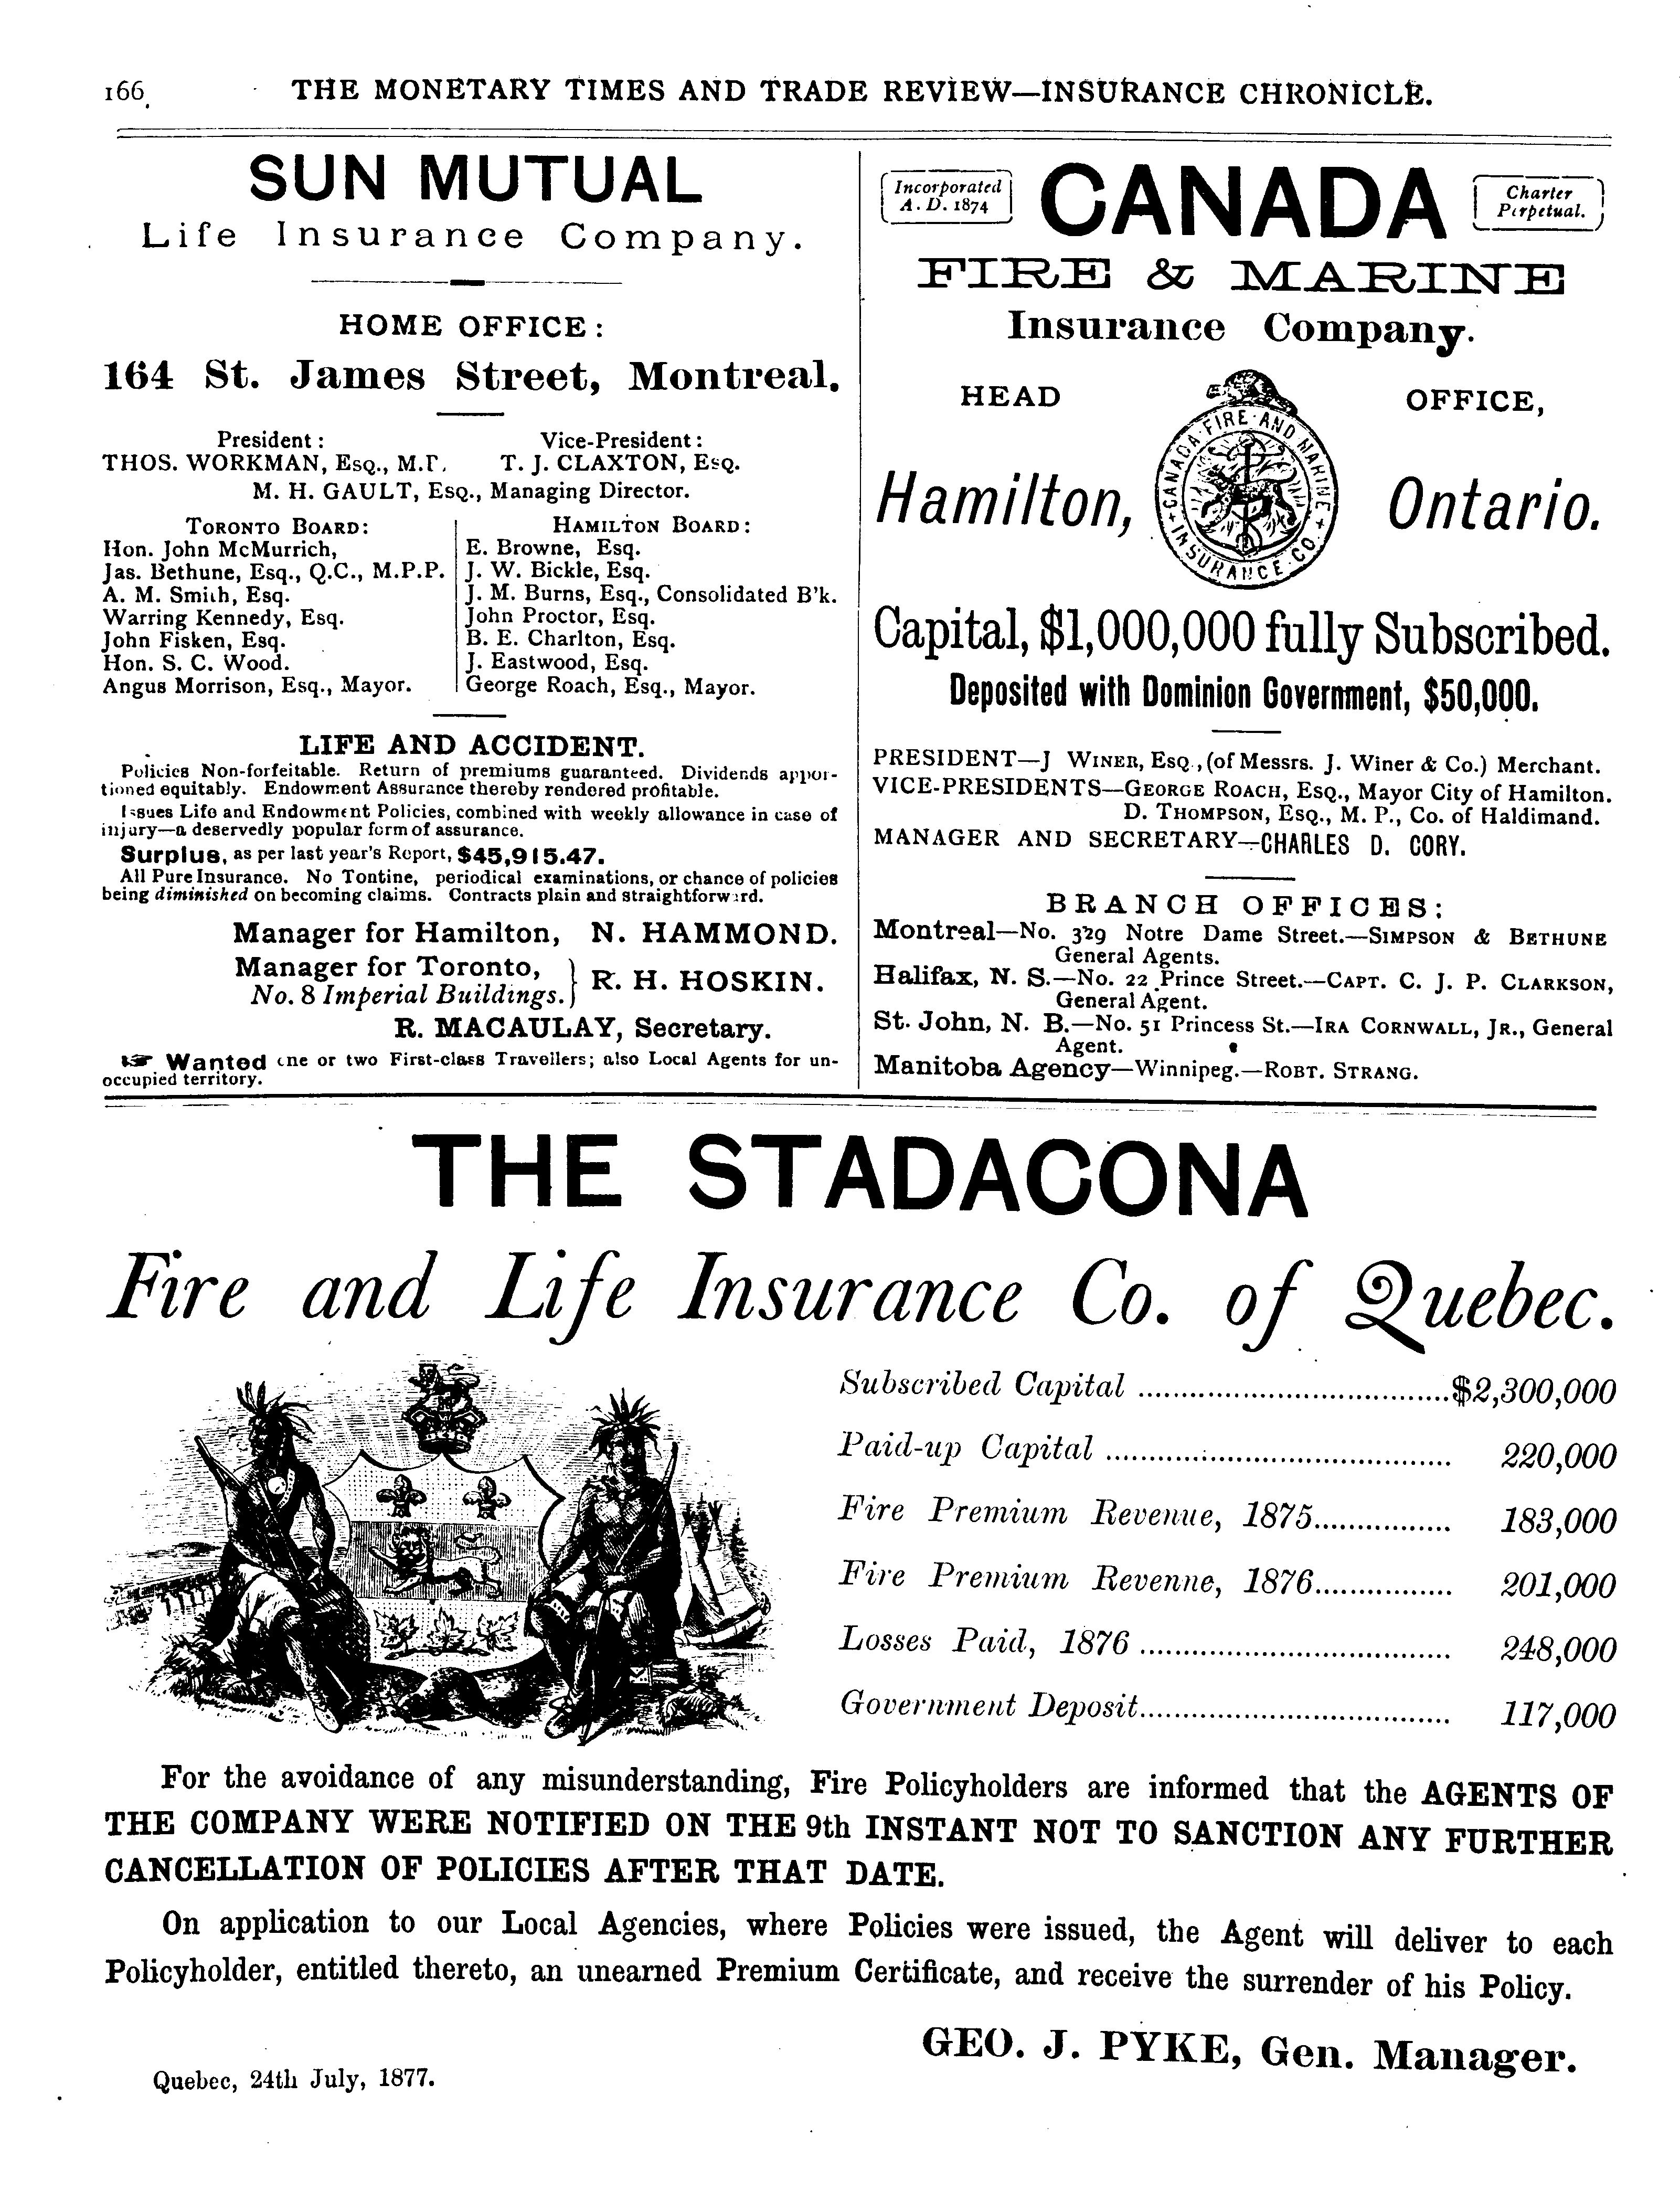 166
THE MONETARY TIMES AND TRADE REVIEW—INSURANCE CHRONICLE.
SUN MUTUAL
Life Insurance Company.
HOME OFFICE:
164 St. James Street, Montreal.
President: Vice-President:
THOS. WORKMAN, Esq., M.P. T. J. CLAXTON, Esq.
M. H. GAULT, Esq., Managing Director.
TORONTO BOARD:
Hon. John McMurrich,
Jas. Bethune, Esq., Q.C., M.P.P.
A. M. Smith, Esq.
Warring Kennedy, Esq.
John Fisken, Esq.
Hon. S. C. Wood.
Angus Morrison, Esq., Mayor.
HAMILTON BOARD:
E. Browne, Esq.
J. W. Bickle, Esq.
J. M. Burns, Esq., Consolidated B'k.
John Proctor, Esq.
B. E. Charlton, Esq.
J. Eastwood, Esq.
George Roach, Esq., Mayor.
LIFE AND ACCIDENT.
Policies Non-forfeitable. Return of premiums guaranteed. Dividends appor-
tioned equitably. Endowment Assurance thereby rendered profitable.
Issues Life and Endowment Policies, combined with weekly allowance in case of
injury—a deservedly popular form of assurance.
Surplus, as per last year's Report, $45,915.47.
All Pure Insurance. No Tontine, periodical examinations, or chance of policies
being diminished on becoming claims. Contracts plain and straightforward.
Manager for Hamilton, N. HAMMOND.
Manager for Toronto,
No. 8 Imperial Buildings. } R. H. HOSKIN.
R. MACAULAY, Secretary.
☞ Wanted one or two First-class Travellers; also Local Agents for un-
occupied territory.
Incorporated
A. D. 1874
CANADA
Charter
Perpetual.
FIRE & MARINE
Insurance Company.
HEAD OFFICE,
CANADA·FIRE·AND MARINE + INSURANCE·CO. +
Hamilton, Ontario.
Capital, $1,000,000 fully Subscribed.
Deposited with Dominion Government, $50,000.
PRESIDENT—J WINER, ESQ., (of Messrs. J. Winer & Co.) Merchant.
VICE-PRESIDENTS—GEORGE ROACH, ESQ., Mayor City of Hamilton.
D. THOMPSON, ESQ., M. P., Co. of Haldimand.
MANAGER AND SECRETARY—CHARLES D. CORY.
BRANCH OFFICES:
Montreal—No. 329 Notre Dame Street.—SIMPSON & BETHUNE
General Agents.
Halifax, N. S.—No. 22 Prince Street.—CAPT. C. J. P. CLARKSON,
General Agent.
St. John, N. B.—No. 51 Princess St.—IRA CORNWALL, JR., General
Agent.
Manitoba Agency—Winnipeg.—ROBT. STRANG.
THE STADACONA
Fire and Life Insurance Co. of Quebec.
Subscribed Capital ....................................$2,300,000
Paid-up Capital ........................................ 220,000
Fire Premium Revenue, 1875................ 183,000
Fire Premium Revenne, 1876................ 201,000
Losses Paid, 1876 .................................... 248,000
Government Deposit.................................... 117,000
For the avoidance of any misunderstanding, Fire Policyholders are informed that the AGENTS OF
THE COMPANY WERE NOTIFIED ON THE 9th INSTANT NOT TO SANCTION ANY FURTHER
CANCELLATION OF POLICIES AFTER THAT DATE.
On application to our Local Agencies, where Policies were issued, the Agent will deliver to each
Policyholder, entitled thereto, an unearned Premium Certificate, and receive the surrender of his Policy.
GEO. J. PYKE, Gen. Manager.
Quebec, 24th July, 1877.